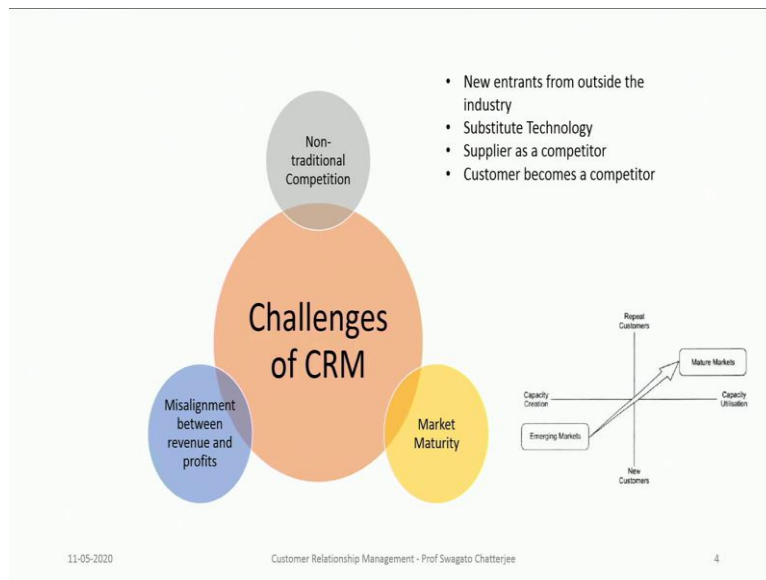 • New entrants from outside the
industry
• Substitute Technology
• Supplier as a competitor
• Customer becomes a competitor
Non-
traditional
Competition
Challenges
of CRM
Misalignment
between
revenue and
profits
Market
Maturity
Repeat
Customers
Mature Markets
Capacity
Creation
Capacity
Utilisation
Emerging Markets
New
Customers
11-05-2020
Customer Relationship Management - Prof Swagato Chatterjee
4